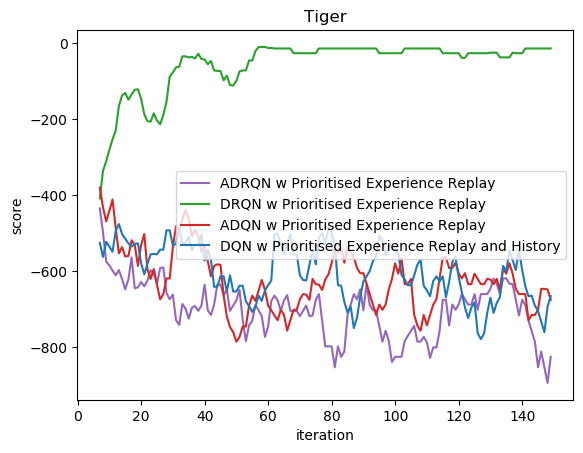 Tiger
0
−200
−400
−600
−800
score
ADRQN w Prioritised Experience Replay
DRQN w Prioritised Experience Replay
ADQN w Prioritised Experience Replay
DQN w Prioritised Experience Replay and History
0
20
40
60
80
100
120
140
iteration